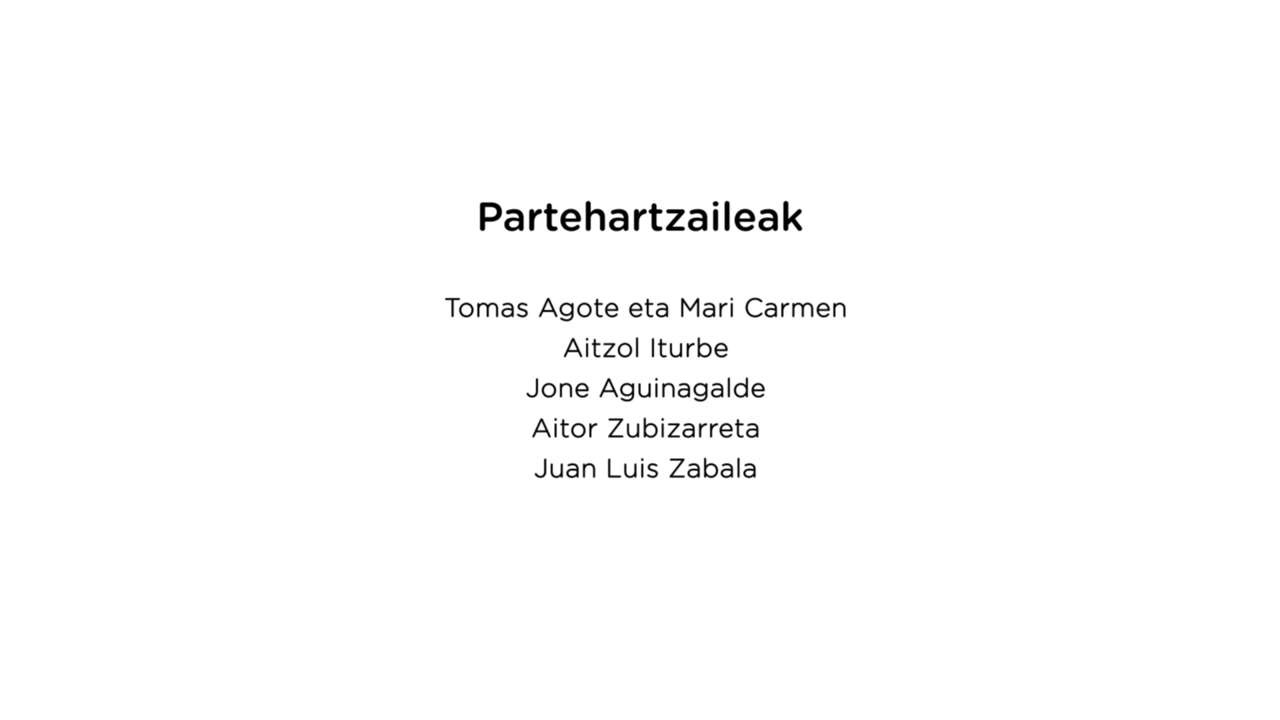 Partehartzaileak
Tomas Agote eta Mari Carmen
Aitzol Iturbe
Jone Aguinagalde
Aitor Zubizarreta
Juan Luis Zabala